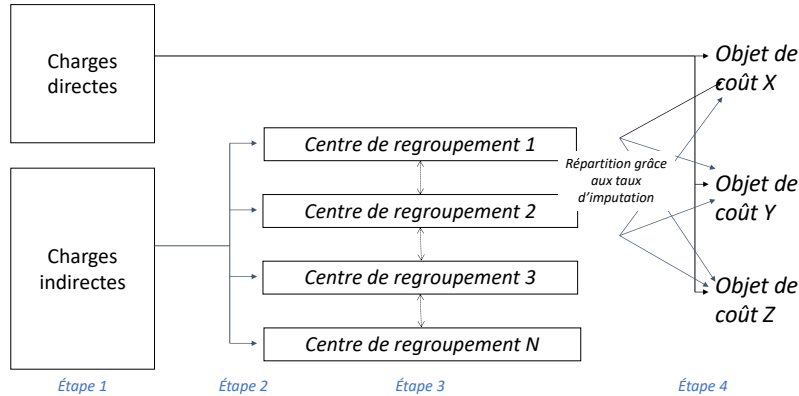 Charges
directes
Objet de
coût X
Centre de regroupement 1
Répartition grâce
aux taux
d’imputation
Objet de
coût Y
Centre de regroupement 2
Charges
indirectes
Centre de regroupement 3
Objet de
coût Z
Centre de regroupement N
Étape 1
Étape 2
Étape 3
Étape 4